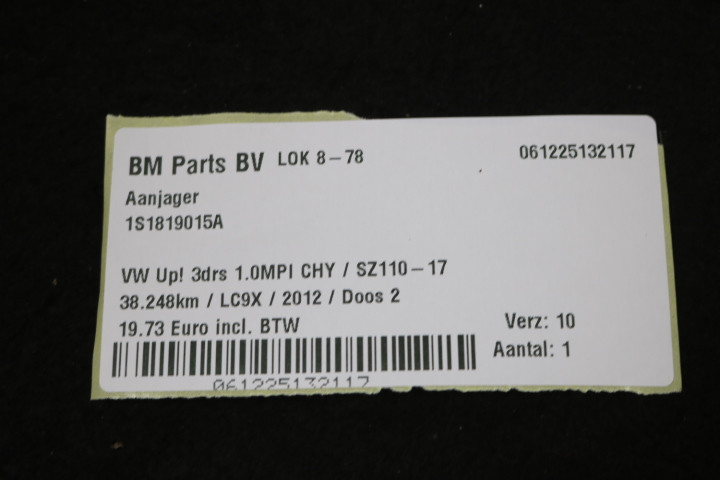 BM Parts BV LOK 8-78 061225132117
Aanjager
1S1819015A
VW Up! 3drs 1.0MPI CHY / SZ110-17
38.248km / LC9X / 2012 / Doos 2
19.73 Euro incl. BTW Verz: 10
Aantal: 1
061225132117